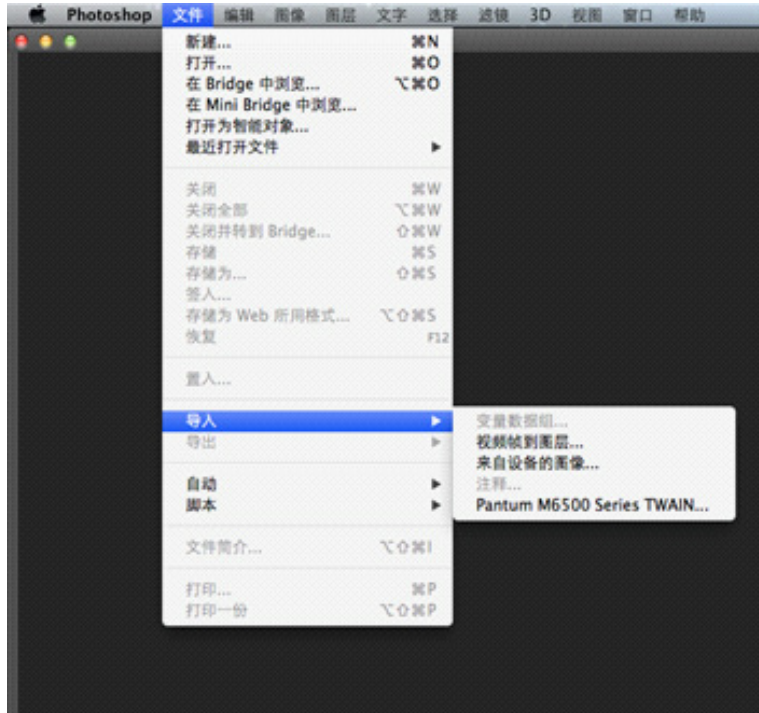 Photoshop 文件 编辑 图像 图层 文字 选择 滤镜 3D 视图 窗口 帮助
新建... ⌘N
打开... ⌘O
在 Bridge 中浏览... ⌥⌘O
在 Mini Bridge 中浏览...
打开为智能对象...
最近打开文件 ▶
关闭 ⌘W
关闭全部 ⌥⌘W
关闭并转到 Bridge... ⇧⌘W
存储 ⌘S
存储为... ⇧⌘S
签入...
存储为 Web 所用格式... ⌥⇧⌘S
恢复 F12
置入...
导入 ▶
变量数据组...
视频帧到图层...
来自设备的图像...
注释...
Pantum M6500 Series TWAIN...
导出 ▶
自动 ▶
脚本 ▶
文件简介... ⌥⇧⌘I
打印... ⌘P
打印一份 ⌥⇧⌘P